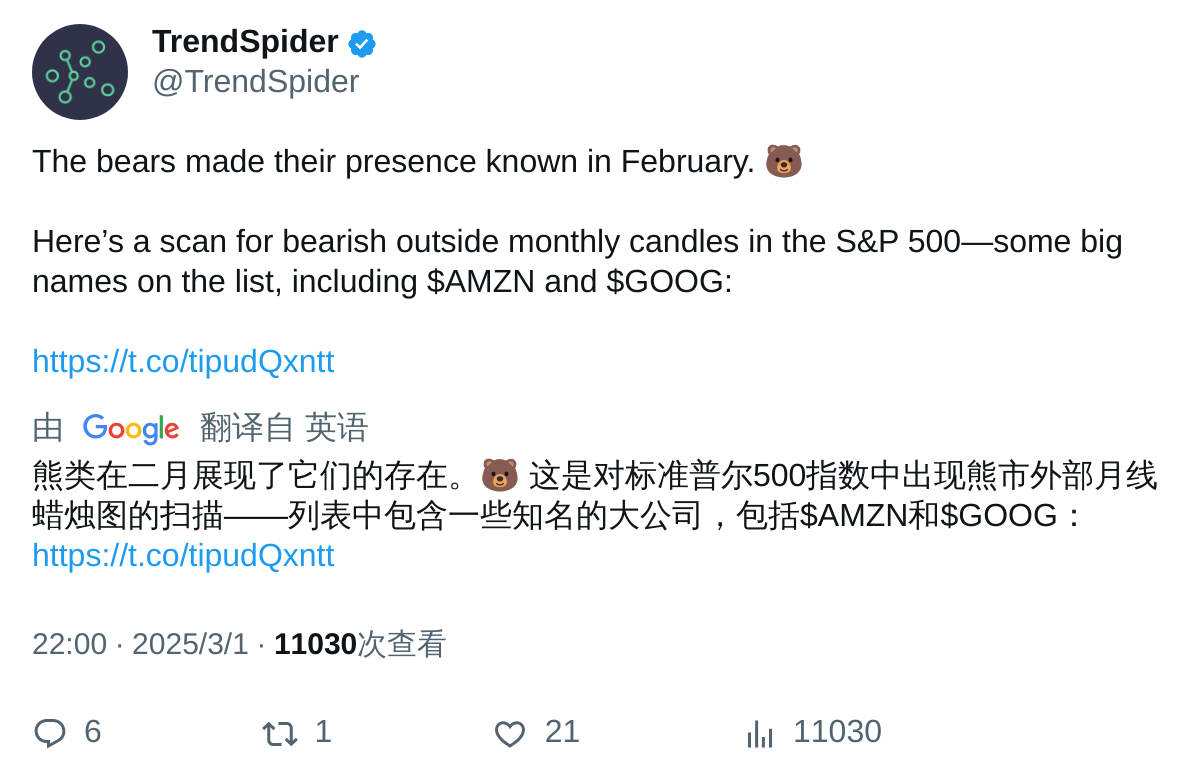 TrendSpider
@TrendSpider
The bears made their presence known in February. 🐻
Here’s a scan for bearish outside monthly candles in the S&P 500—some big
names on the list, including $AMZN and $GOOG:
https://t.co/tipudQxntt
由 Google 翻译自 英语
熊类在二月展现了它们的存在。🐻 这是对标准普尔500指数中出现熊市外部月线
蜡烛图的扫描——列表中包含一些知名的大公司，包括$AMZN和$GOOG：
https://t.co/tipudQxntt
22:00 · 2025/3/1 · 11030次查看
6 1 21 11030